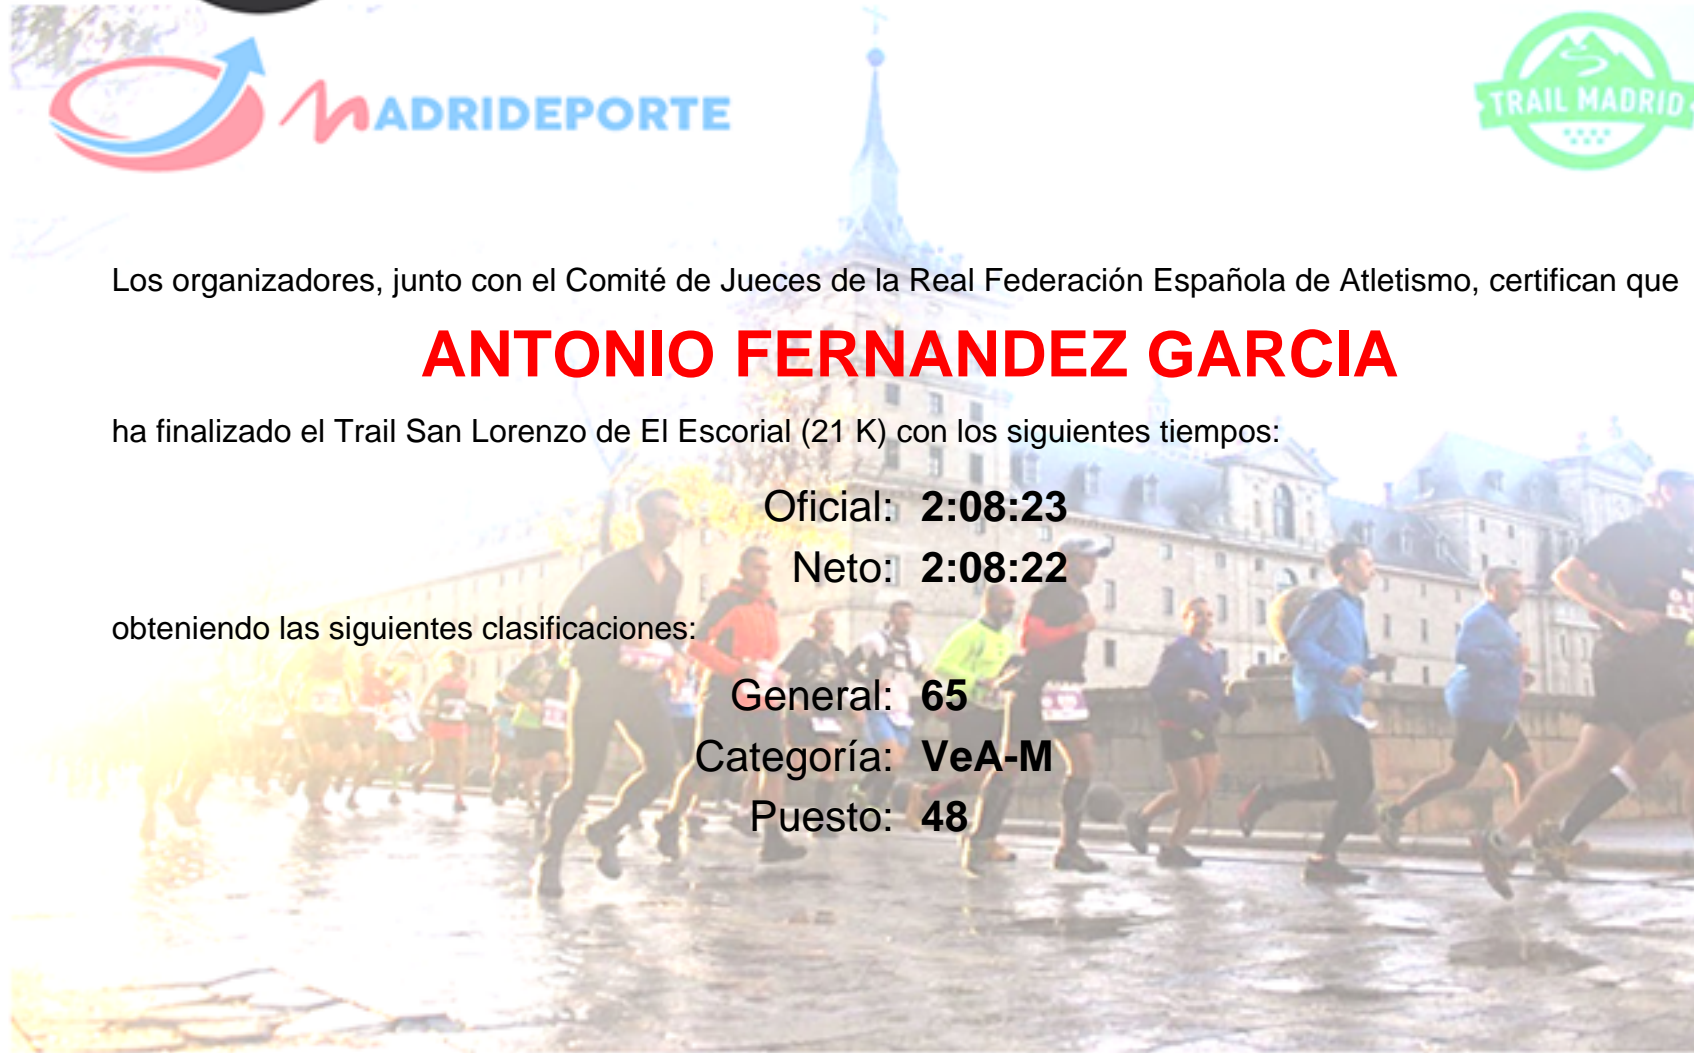 MADRIDEPORTE
TRAIL MADRID
Los organizadores, junto con el Comité de Jueces de la Real Federación Española de Atletismo, certifican que
ANTONIO FERNANDEZ GARCIA
ha finalizado el Trail San Lorenzo de El Escorial (21 K) con los siguientes tiempos:
Oficial: 2:08:23
Neto: 2:08:22
obteniendo las siguientes clasificaciones:
General: 65
Categoría: VeA-M
Puesto: 48